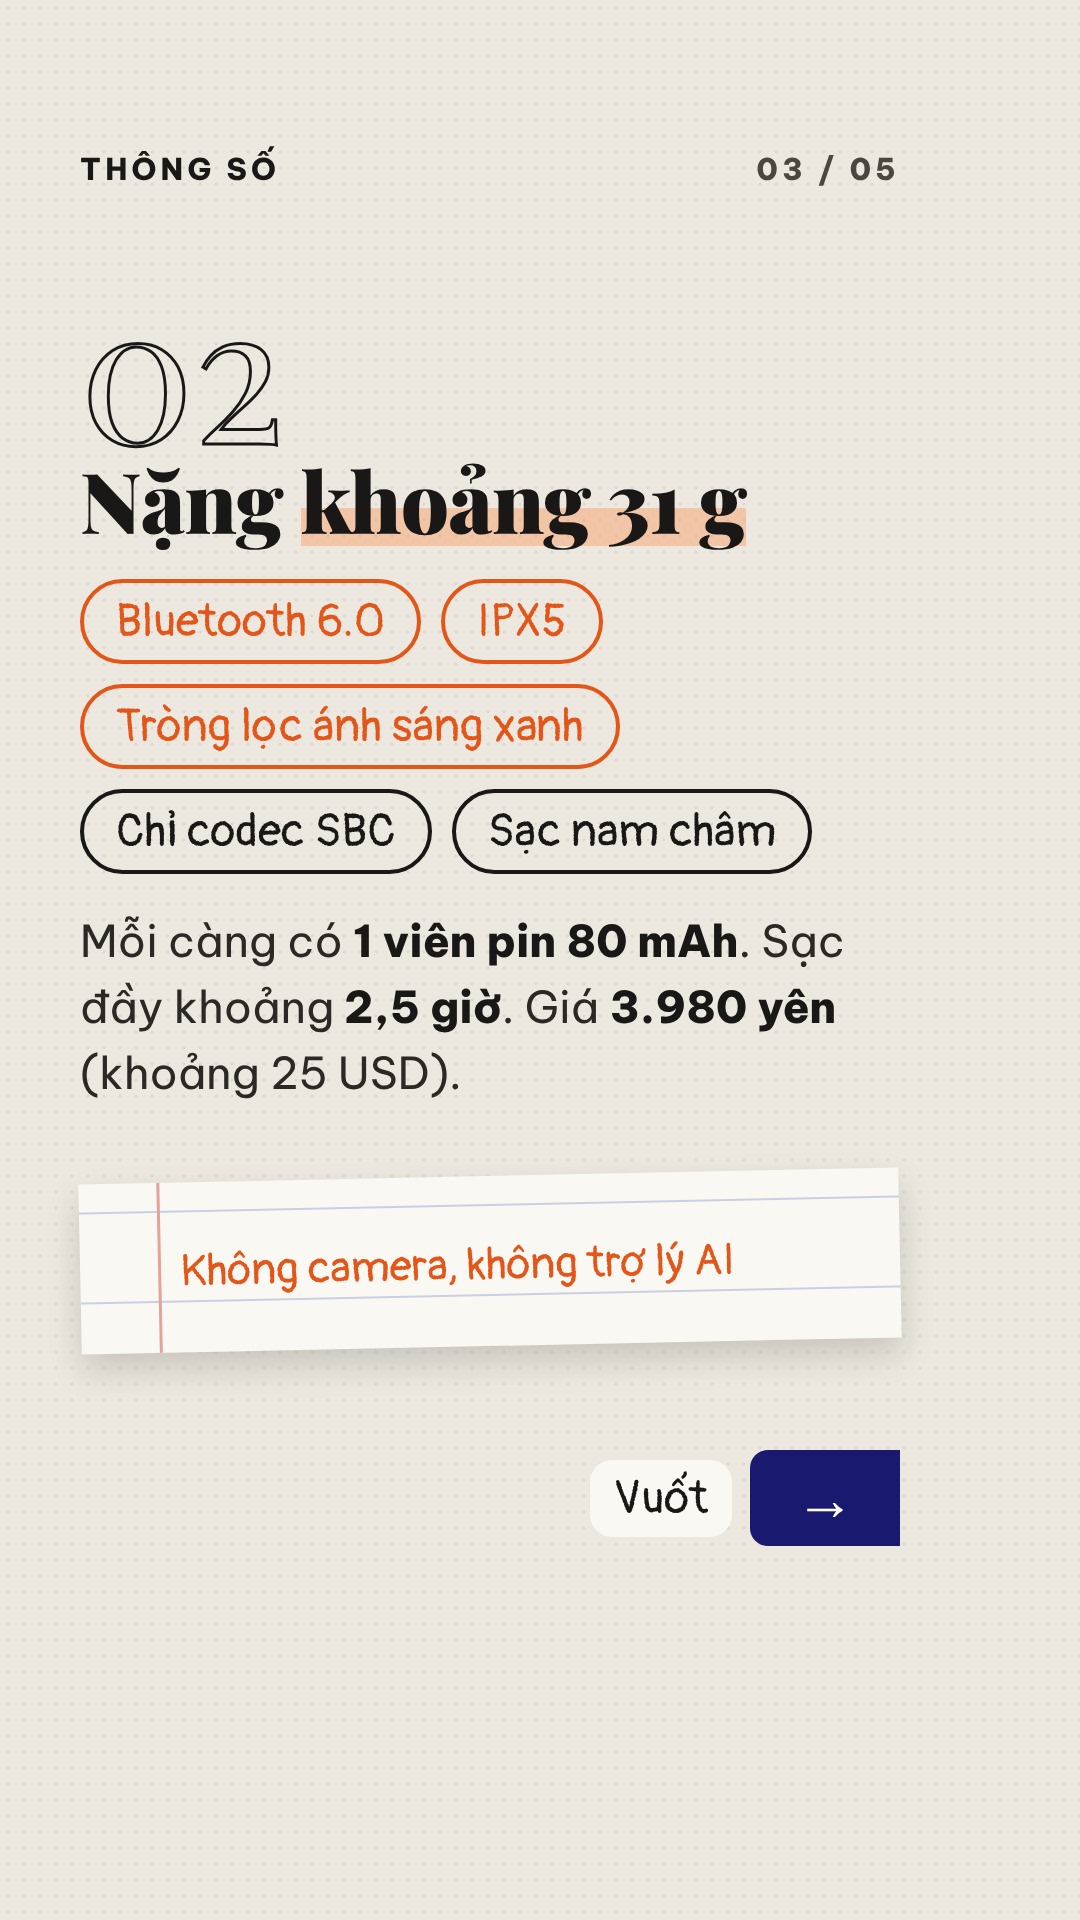 THÔNG SỐ
03 / 05
02
Nặng khoảng 31 g
Bluetooth 6.0
IPX5
Tròng lọc ánh sáng xanh
Chỉ codec SBC
Sạc nam châm
Mỗi càng có 1 viên pin 80 mAh. Sạc
đầy khoảng 2,5 giờ. Giá 3.980 yên
(khoảng 25 USD).
Không camera, không trợ lý AI
Vuốt →